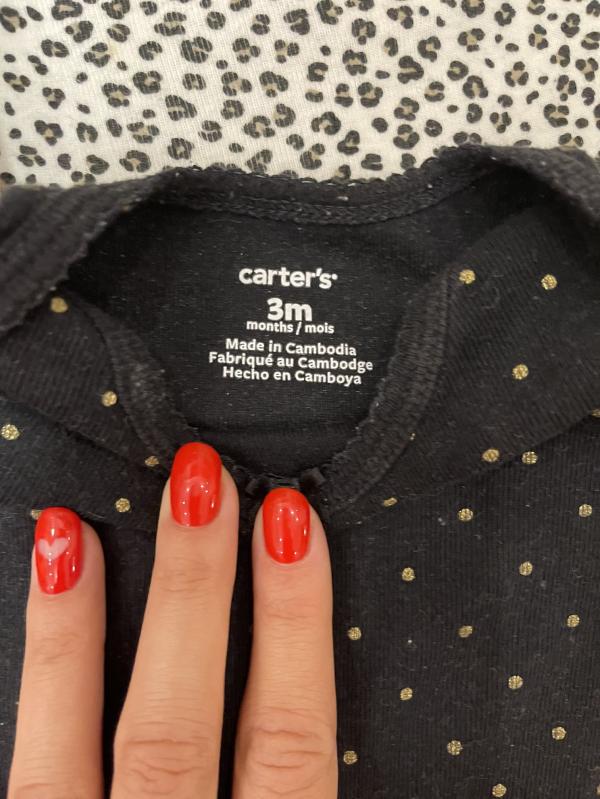 carter's
3m
months / mois
Made in Cambodia
Fabriqué au Cambodge
Hecho en Camboya